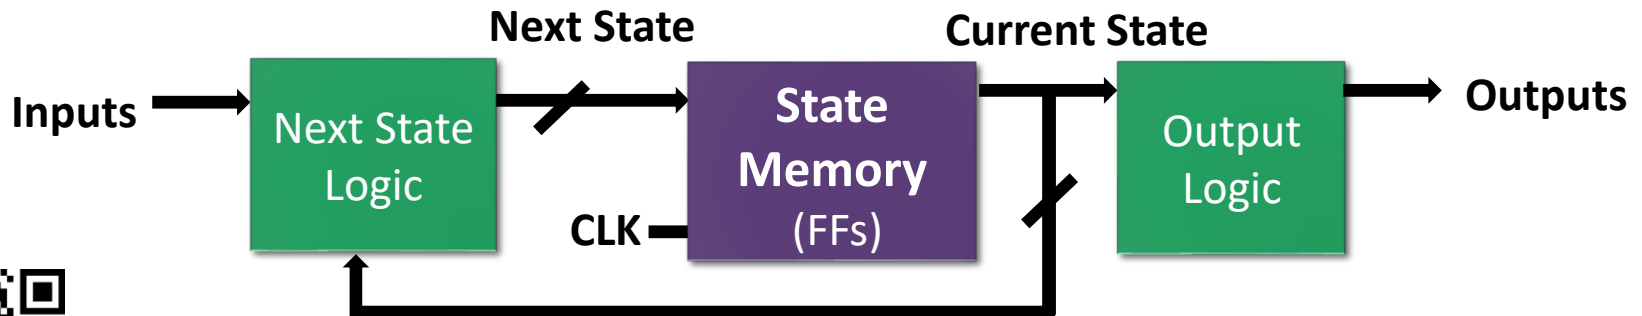 Next State
Current State
Inputs
Next State
Logic
State
Memory
(FFs)
CLK
Output
Logic
Outputs